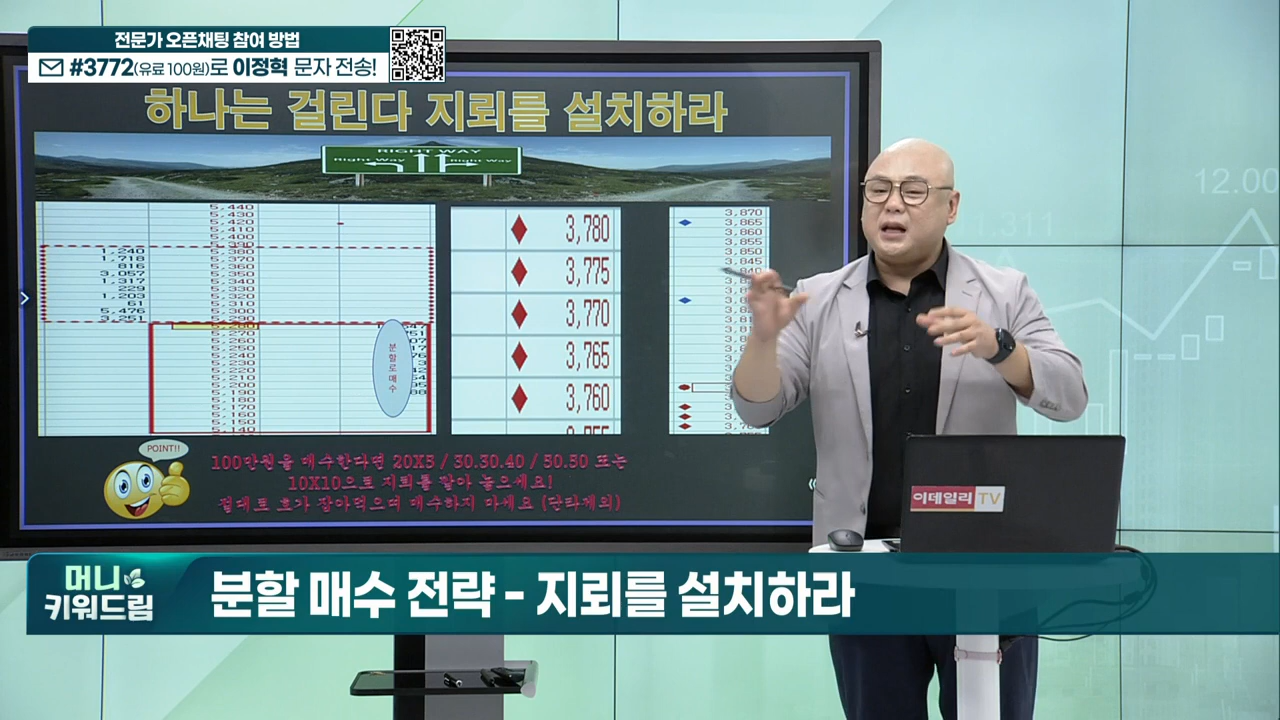 전문가 오픈채팅 참여 방법
#3772(유료 100원)로 이정혁 문자 전송!
하나는 걸린다 지뢰를 설치하라
RIGHT WAY
Right Way
Right Way
5,440
5,430
5,420
5,410
5,400
5,390
1,240 5,380
1,718 5,370
187 5,360
3,057 5,350
1,317 5,340
5,330
1,203 5,320
61 5,310
5,476 5,300
3,251 5,290
5,270
5,260
5,250
5,240
5,230
5,220
5,200
5,190
5,170
5,160
5,150
5,140
분할로매수
3,780
3,775
3,770
3,765
3,760
3,870
3,865
3,860
3,855
3,850
3,845
POINT!!
100만원을 매수한다면 20X5 / 30.30.40 / 50.50 또는
10X10으로 지뢰를 깔아 놓으세요!
절대로 호가 잡아먹으며 매수하지 마세요 (단타제외)
12.00
1.311
이데일리 TV
머니
키워드림
분할 매수 전략 - 지뢰를 설치하라